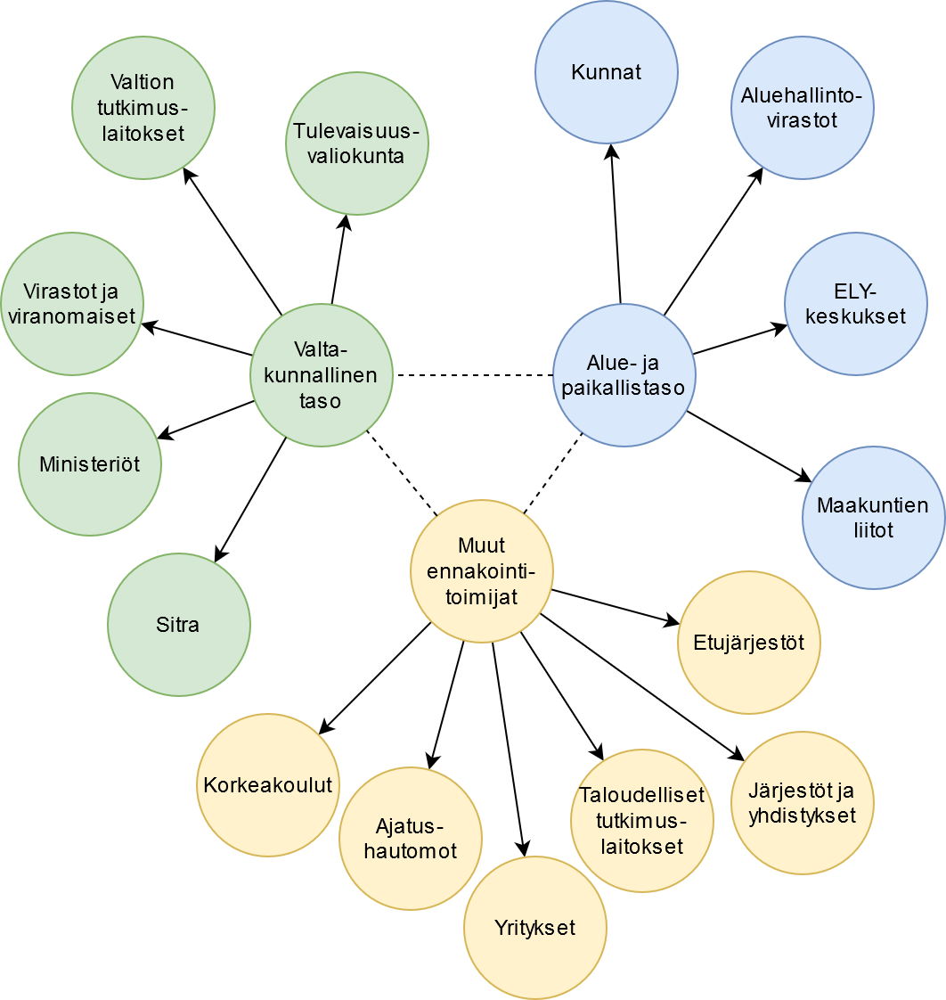 Valtion
tutkimus-
laitokset
Tulevaisuus-
valiokunta
Virastot ja
viranomaiset
Valta-
kunnallinen
taso
Ministeriöt
Sitra
Kunnat
Aluehallinto-
virastot
ELY-
keskukset
Alue- ja
paikallistaso
Maakuntien
liitot
Muut
ennakointi-
toimijat
Etujärjestöt
Korkeakoulut
Ajatus-
hautomot
Yritykset
Taloudelliset
tutkimus-
laitokset
Järjestöt ja
yhdistykset